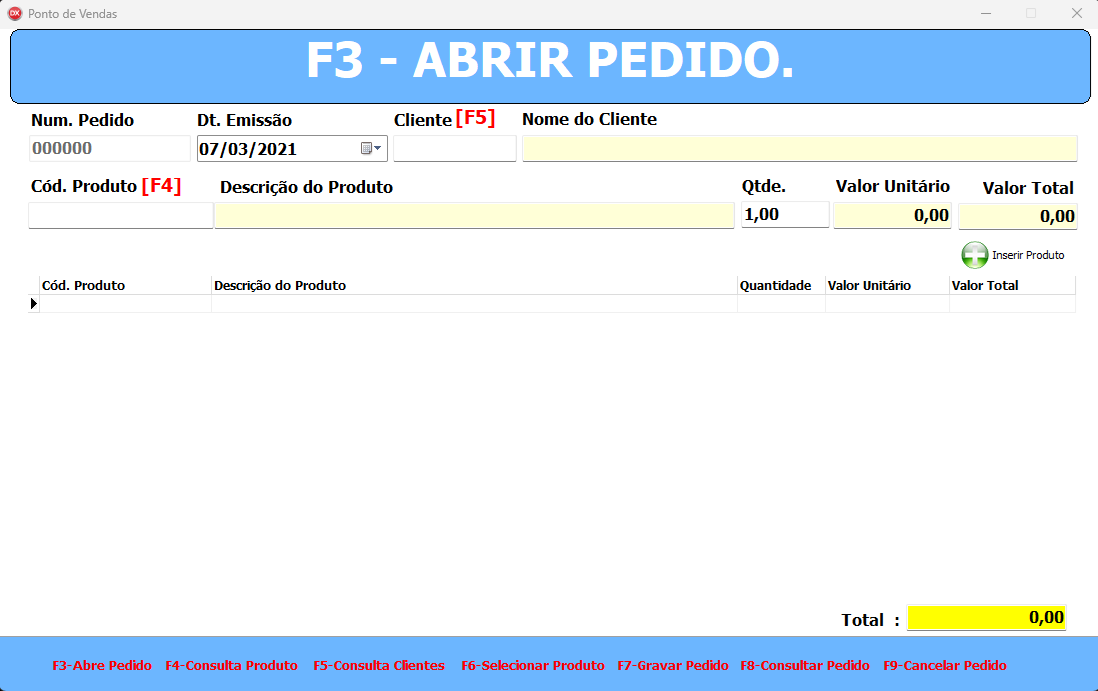 DX Ponto de Vendas
F3 - ABRIR PEDIDO.
Num. Pedido Dt. Emissão Cliente [F5] Nome do Cliente
000000 07/03/2021
Cód. Produto [F4] Descrição do Produto Qtde. Valor Unitário Valor Total
1,00 0,00 0,00
Inserir Produto
Cód. Produto Descrição do Produto Quantidade Valor Unitário Valor Total
Total : 0,00
F3-Abre Pedido F4-Consulta Produto F5-Consulta Clientes F6-Selecionar Produto F7-Gravar Pedido F8-Consultar Pedido F9-Cancelar Pedido